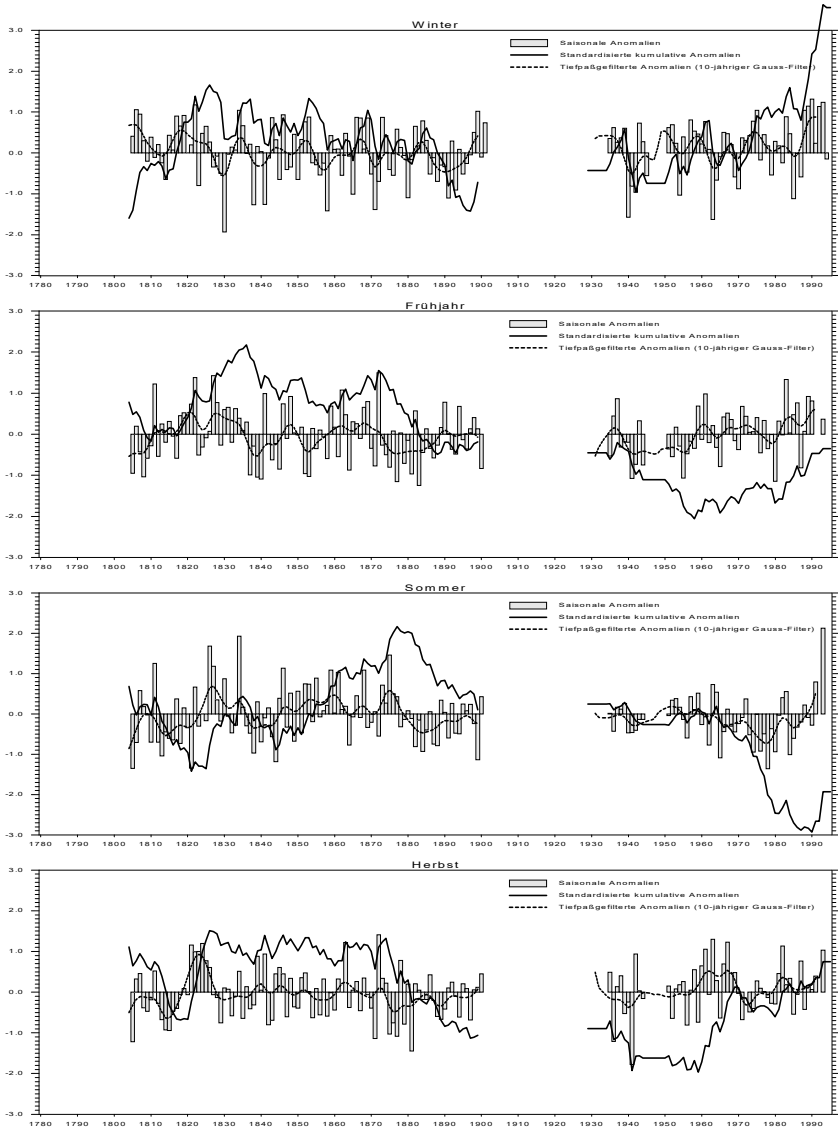 Winter
3.0
2.0
1.0
0.0
-1.0
-2.0
-3.0
Saisonale Anomalien
Standardisierte kumulative Anomalien
Tiefpaßgefilterte Anomalien (10-jähriger Gauss-Filter)
1780 1790 1800 1810 1820 1830 1840 1850 1860 1870 1880 1890 1900 1910 1920 1930 1940 1950 1960 1970 1980 1990
Frühjahr
3.0
2.0
1.0
0.0
-1.0
-2.0
-3.0
Saisonale Anomalien
Standardisierte kumulative Anomalien
Tiefpaßgefilterte Anomalien (10-jähriger Gauss-Filter)
1780 1790 1800 1810 1820 1830 1840 1850 1860 1870 1880 1890 1900 1910 1920 1930 1940 1950 1960 1970 1980 1990
Sommer
3.0
2.0
1.0
0.0
-1.0
-2.0
-3.0
Saisonale Anomalien
Standardisierte kumulative Anomalien
Tiefpaßgefilterte Anomalien (10-jähriger Gauss-Filter)
1780 1790 1800 1810 1820 1830 1840 1850 1860 1870 1880 1890 1900 1910 1920 1930 1940 1950 1960 1970 1980 1990
Herbst
3.0
2.0
1.0
0.0
-1.0
-2.0
-3.0
Saisonale Anomalien
Standardisierte kumulative Anomalien
Tiefpaßgefilterte Anomalien (10-jähriger Gauss-Filter)
1780 1790 1800 1810 1820 1830 1840 1850 1860 1870 1880 1890 1900 1910 1920 1930 1940 1950 1960 1970 1980 1990